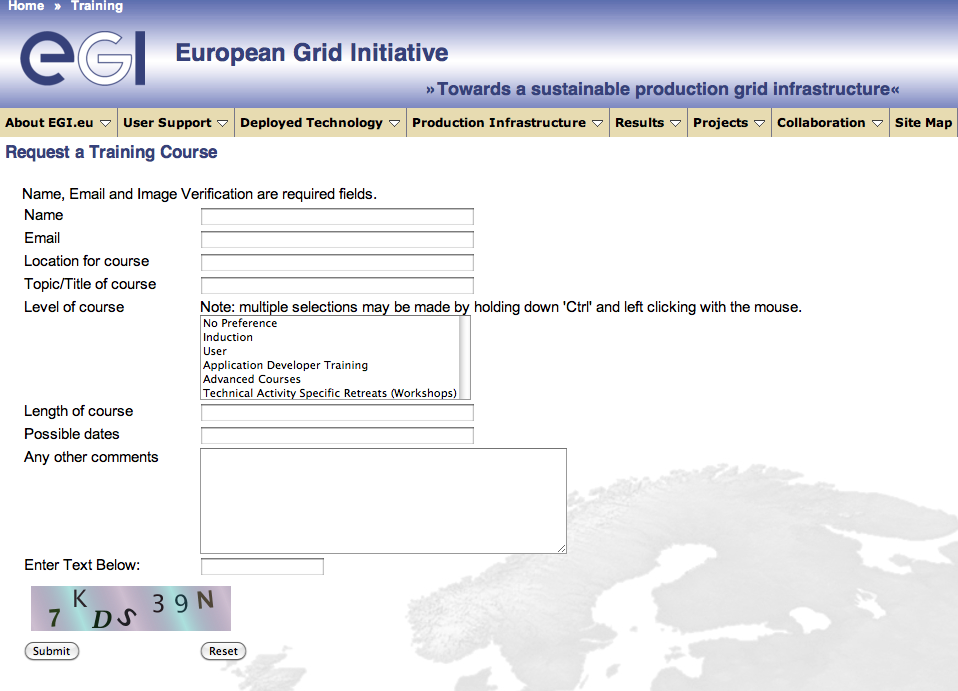 Home » Training
eGI European Grid Initiative
»Towards a sustainable production grid infrastructure«
About EGI.eu User Support Deployed Technology Production Infrastructure Results Projects Collaboration Site Map
Request a Training Course
Name, Email and Image Verification are required fields.
Name
Email
Location for course
Topic/Title of course
Level of course Note: multiple selections may be made by holding down 'Ctrl' and left clicking with the mouse.
No Preference
Induction
User
Application Developer Training
Advanced Courses
Technical Activity Specific Retreats (Workshops)
Length of course
Possible dates
Any other comments
Enter Text Below:
7KDS39N
Submit Reset